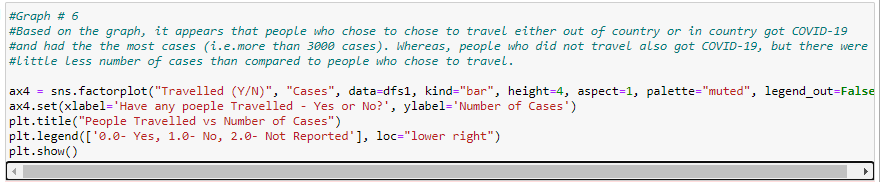 #Graph # 6
#Based on the graph, it appears that people who chose to chose to travel either out of country or in country got COVID-19
#and had the the most cases (i.e.more than 3000 cases). Whereas, people who did not travel also got COVID-19, but there were
#little less number of cases than compared to people who chose to travel.
ax4 = sns.factorplot("Travelled (Y/N)", "Cases", data=dfs1, kind="bar", height=4, aspect=1, palette="muted", legend_out=False
ax4.set(xlabel='Have any poeple Travelled - Yes or No?', ylabel='Number of Cases')
plt.title("People Travelled vs Number of Cases")
plt.legend(['0.0- Yes, 1.0- No, 2.0- Not Reported'], loc="lower right")
plt.show()